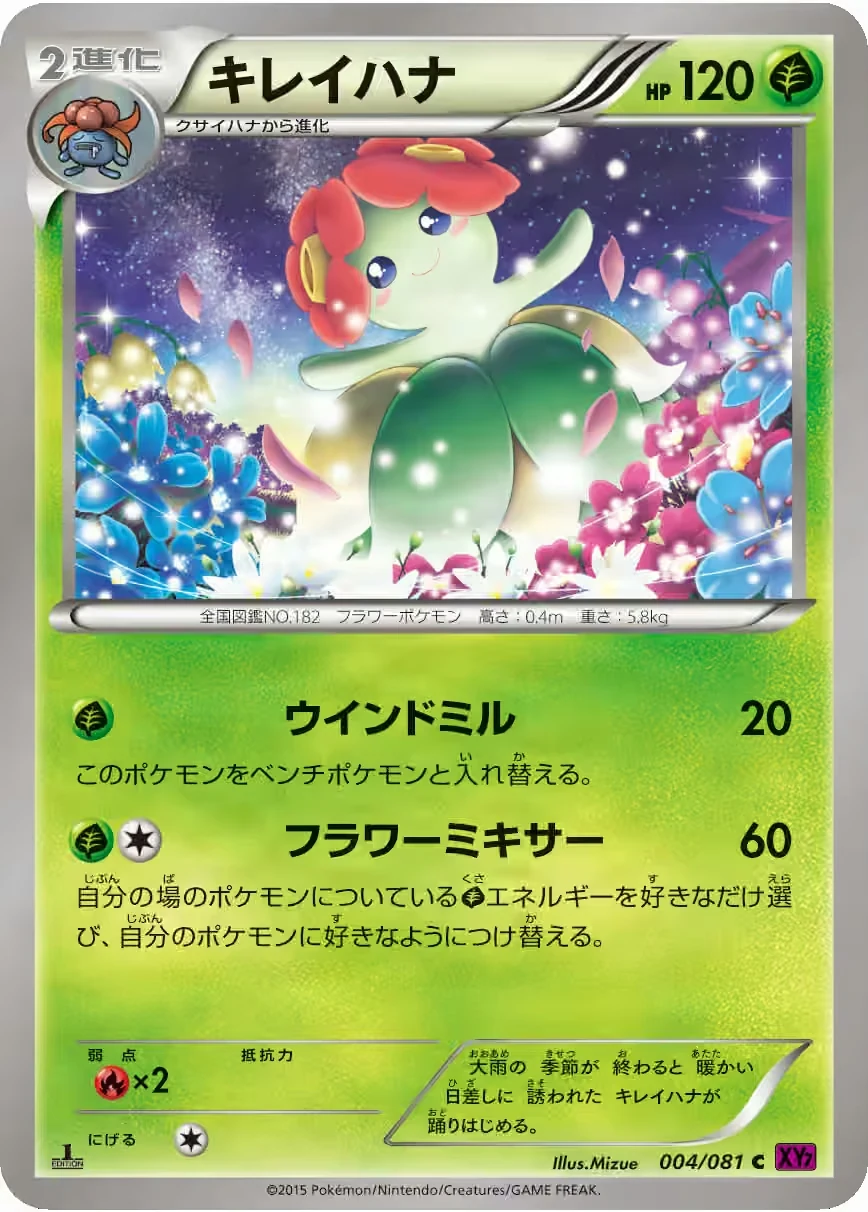 2進化
キレイハナ
HP 120
クサイハナから進化
全国図鑑NO.182 フラワーポケモン 高さ:0.4m 重さ:5.8kg
ウインドミル 20
このポケモンをベンチポケモンと入れ替える。
フラワーミキサー 60
自分の場のポケモンについているエネルギーを好きなだけ選
び、自分のポケモンに好きなようにつけ替える。
弱点 抵抗力
×2
にげる
大雨の 季節が 終わると 暖かい
日差しに 誘われた キレイハナが
踊りはじめる。
1 EDITION
Illus.Mizue 004/081 C XY7
©2015 Pokémon/Nintendo/Creatures/GAME FREAK.